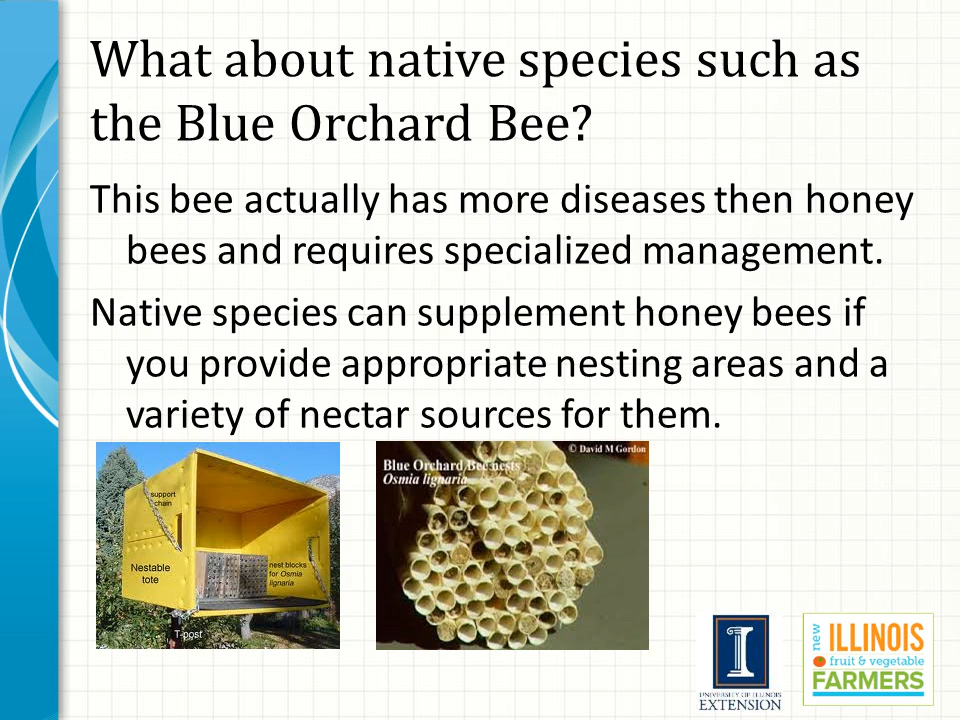 What about native species such as
the Blue Orchard Bee?
This bee actually has more diseases then honey
bees and requires specialized management.
Native species can supplement honey bees if
you provide appropriate nesting areas and a
variety of nectar sources for them.
support
chain
Nestable
tote
nest blocks
for Osmia
lignaria
T-post
© David M Gordon
Blue Orchard Bee nests
Osmia lignaria
I
UNIVERSITY OF ILLINOIS
EXTENSION
new
ILLINOIS
fruit & vegetable
FARMERS